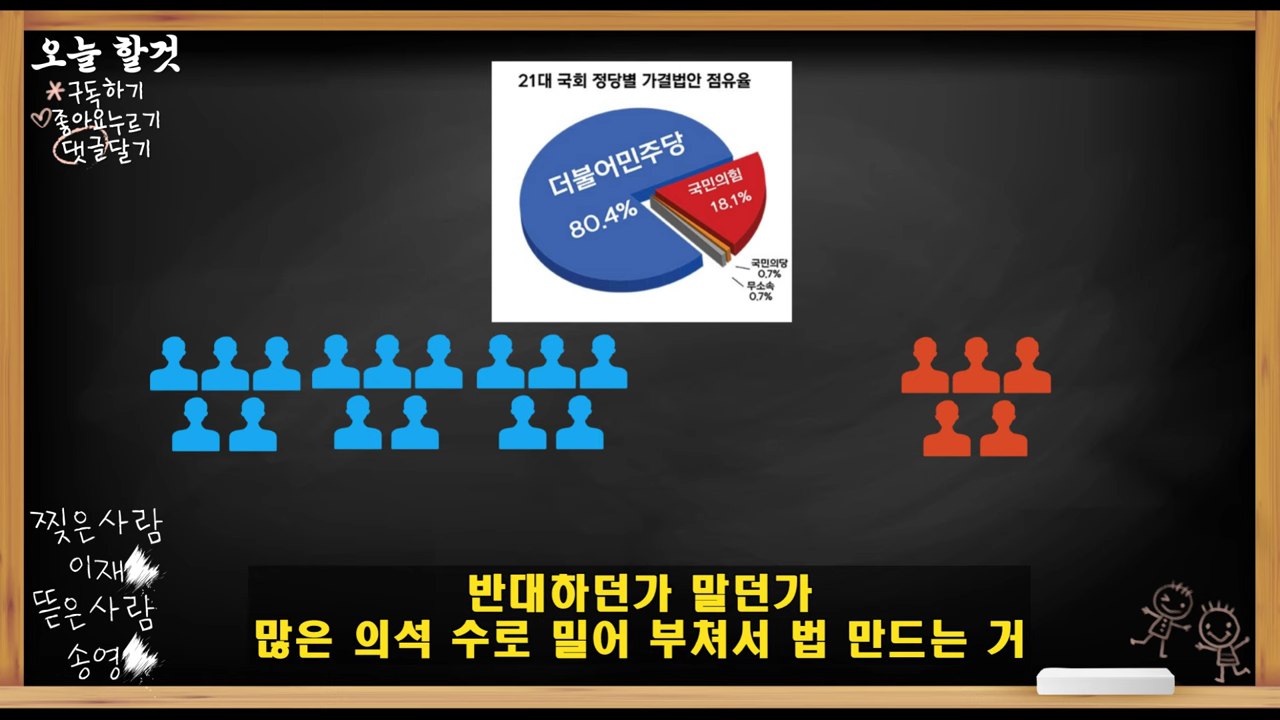 오늘 할것
구독하기
좋아요누르기
댓글달기
21대 국회 정당별 가결법안 점유율
더불어민주당
80.4%
국민의힘
18.1%
국민의당
0.7%
무소속
0.7%
찢은사람
이재
뜯은사람
송영
반대하던가 말던가
많은 의석 수로 밀어 부쳐서 법 만드는 거